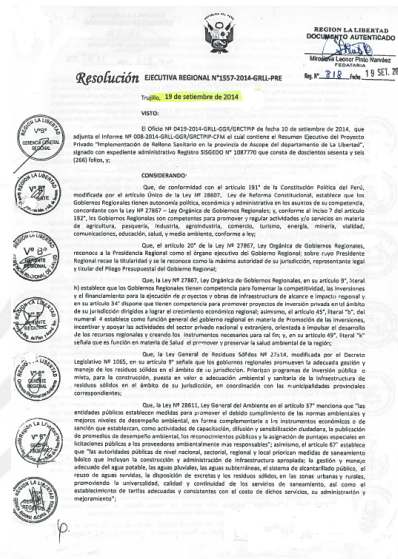 REGION LA LIBERTAD
DOCUMENTO AUTENTICADO
Miroslava Leonor Pinto Narváez
FEDATARIA
Reg. N° 818 Fecha 19 SET. 20
Resolución EJECUTIVA REGIONAL N°1557-2014-GRLL-PRE
Trujillo, 19 de setiembre de 2014
VISTO:
El Oficio Nº 0419-2014-GRLL-GGR/GRCTPIP de fecha 10 de setiembre de 2014, que
adjunta el Informe Nº 008-2014-GRLL-GGR/GRCTPIP-CFM el cual contiene el Resumen Ejecutivo del Proyecto
Privado "Implementación de Relleno Sanitario en la provincia de Ascope del departamento de La Libertad",
signado con expediente administrativo Registro SISGEDO Nº 1087770 que consta de doscientos sesenta y seis
(266) folios, y;
CONSIDERANDO:
Que, de conformidad con el artículo 191° de la Constitución Política del Perú,
modificada por el artículo Único de la Ley Nº 28607, Ley de Reforma Constitucional, establece que los
Gobiernos Regionales tienen autonomía política, económica y administrativa en los asuntos de su competencia,
concordante con la Ley Nº 27867 – Ley Orgánica de Gobiernos Regionales; y, conforme el inciso 7 del artículo
192°, los Gobiernos Regionales son competentes para promover y regular actividades y/o servicios en materia
de agricultura, pesquería, industria, agroindustria, comercio, turismo, energía, minería, vialidad,
comunicaciones, educación, salud, y medio ambiente, conforme a ley;
Que, el artículo 20° de la Ley Nº 27867, Ley Orgánica de Gobiernos Regionales,
reconoce a la Presidencia Regional como el órgano ejecutivo del Gobierno Regional; sobre cuyo Presidente
Regional recae la titularidad y se le reconoce como la máxima autoridad de su jurisdicción, representante legal
y titular del Pliego Presupuestal del Gobierno Regional;
Que, la Ley Nº 27867, Ley Orgánica de Gobiernos Regionales, en su artículo 9°, literal
h) establece que los Gobiernos Regionales tienen competencia para fomentar la competitividad, las inversiones
y el financiamiento para la ejecución de proyectos y obras de infraestructura de alcance e impacto regional y
en su artículo 34° dispone que tienen competencia para promover proyectos de inversión privada en el ámbito
de su jurisdicción dirigidos a lograr el crecimiento económico regional; asimismo, el artículo 45°, literal "b", del
numeral 4 establece como función general del gobierno regional en materia de Promoción de las inversiones,
incentivar y apoyar las actividades del sector privado nacional y extranjero, orientada a impulsar el desarrollo
de los recursos regionales y creando los instrumentos necesarias para tal fin; y, en su artículo 49°, literal "h"
señala que es función en materia de Salud el promover y preservar la salud ambiental de la región;
Que, la Ley General de Residuos Sólidos Nº 27314, modificada por el Decreto
Legislativo Nº 1065, en su artículo 9° señale que los gobiernos regionales promueven la adecuada gestión y
manejo de los residuos sólidos en el ámbito de su jurisdicción. Priorizan programas de inversión pública o
mixta, para la construcción, puesta en valor o adecuación ambiental y sanitaria de la infraestructura de
residuos sólidos en el ámbito de su jurisdicción, en coordinación con las municipalidades provinciales
correspondientes;
Que, la Ley 28611, Ley General del Ambiente en el artículo 37° menciona que "las
entidades públicas establecen medidas para promover el debido cumplimiento de las normas ambientales y
mejores niveles de desempeño ambiental, en forma complementaria a los instrumentos económicos o de
sanción que establezcan, como actividades de capacitación, difusión y sensibilización ciudadana, la publicación
de promedios de desempeño ambiental, los reconocimientos públicos y la asignación de puntajes especiales en
licitaciones públicas a los proveedores ambientalmente mas responsables"; asimismo, el artículo 67° establece
que "las autoridades públicas de nivel nacional, sectorial, regional y local priorizan medidas de saneamiento
básico que incluyan la construcción y administración de infraestructura apropiada; la gestión y manejo
adecuado del agua potable, las aguas pluviales, las aguas subterráneas, el sistema de alcantarillado público, el
reuso de aguas servidas, la disposición de excretas y los residuos sólidos, en las zonas urbanas y rurales,
promoviendo la universalidad, calidad y continuidad de los servicios de saneamiento, así como el
establecimiento de tarifas adecuadas y consistentes con el costo de dichos servicios, su administración y
mejoramiento";